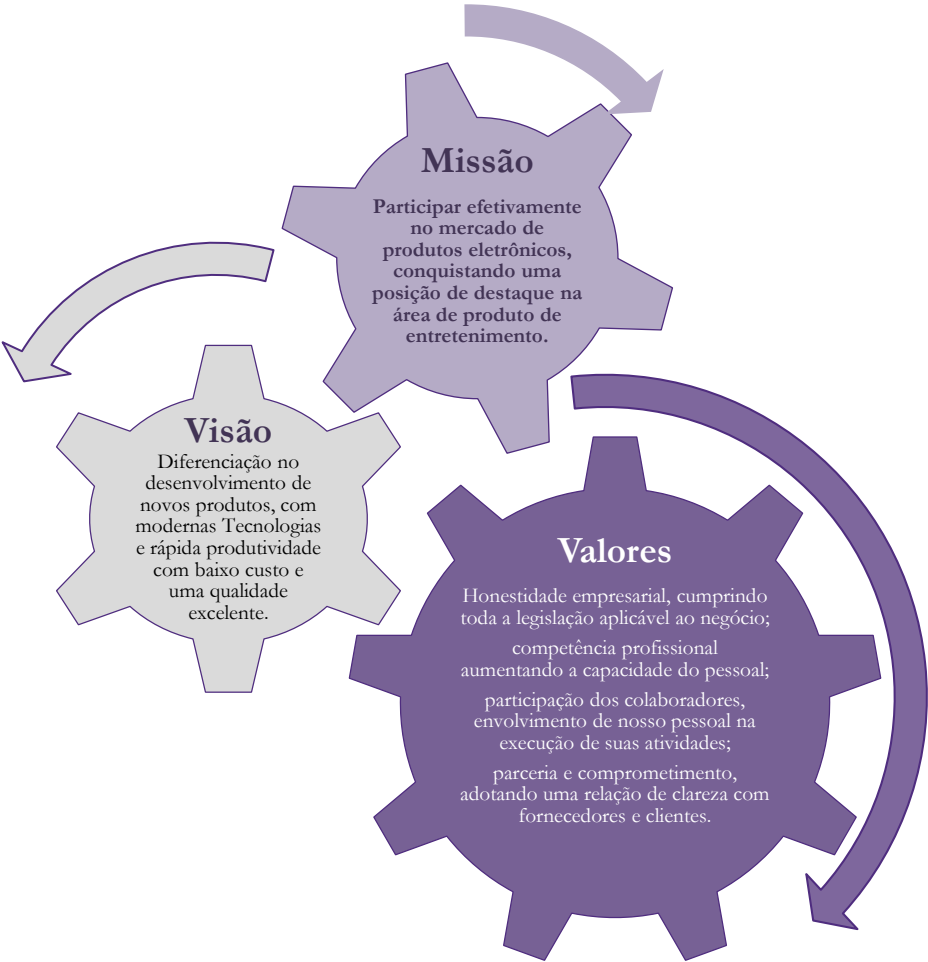 Missão
Participar efetivamente
no mercado de
produtos eletrônicos,
conquistando uma
posição de destaque na
área de produto de
entretenimento.
Visão
Diferenciação no
desenvolvimento de
novos produtos, com
modernas Tecnologias
e rápida produtividade
com baixo custo e
uma qualidade
excelente.
Valores
Honestidade empresarial, cumprindo
toda a legislação aplicável ao negócio;
competência profissional
aumentando a capacidade do pessoal;
participação dos colaboradores,
envolvimento de nosso pessoal na
execução de suas atividades;
parceria e comprometimento,
adotando uma relação de clareza com
fornecedores e clientes.